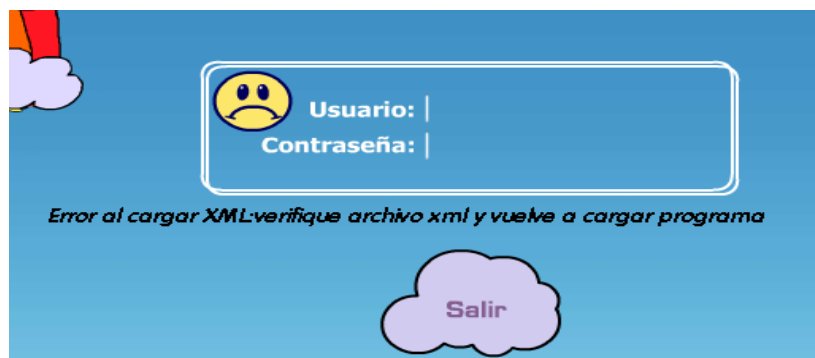 Usuario:
Contraseña:
Error al cargar XML:verifique archivo xml y vuelve a cargar programa
Salir